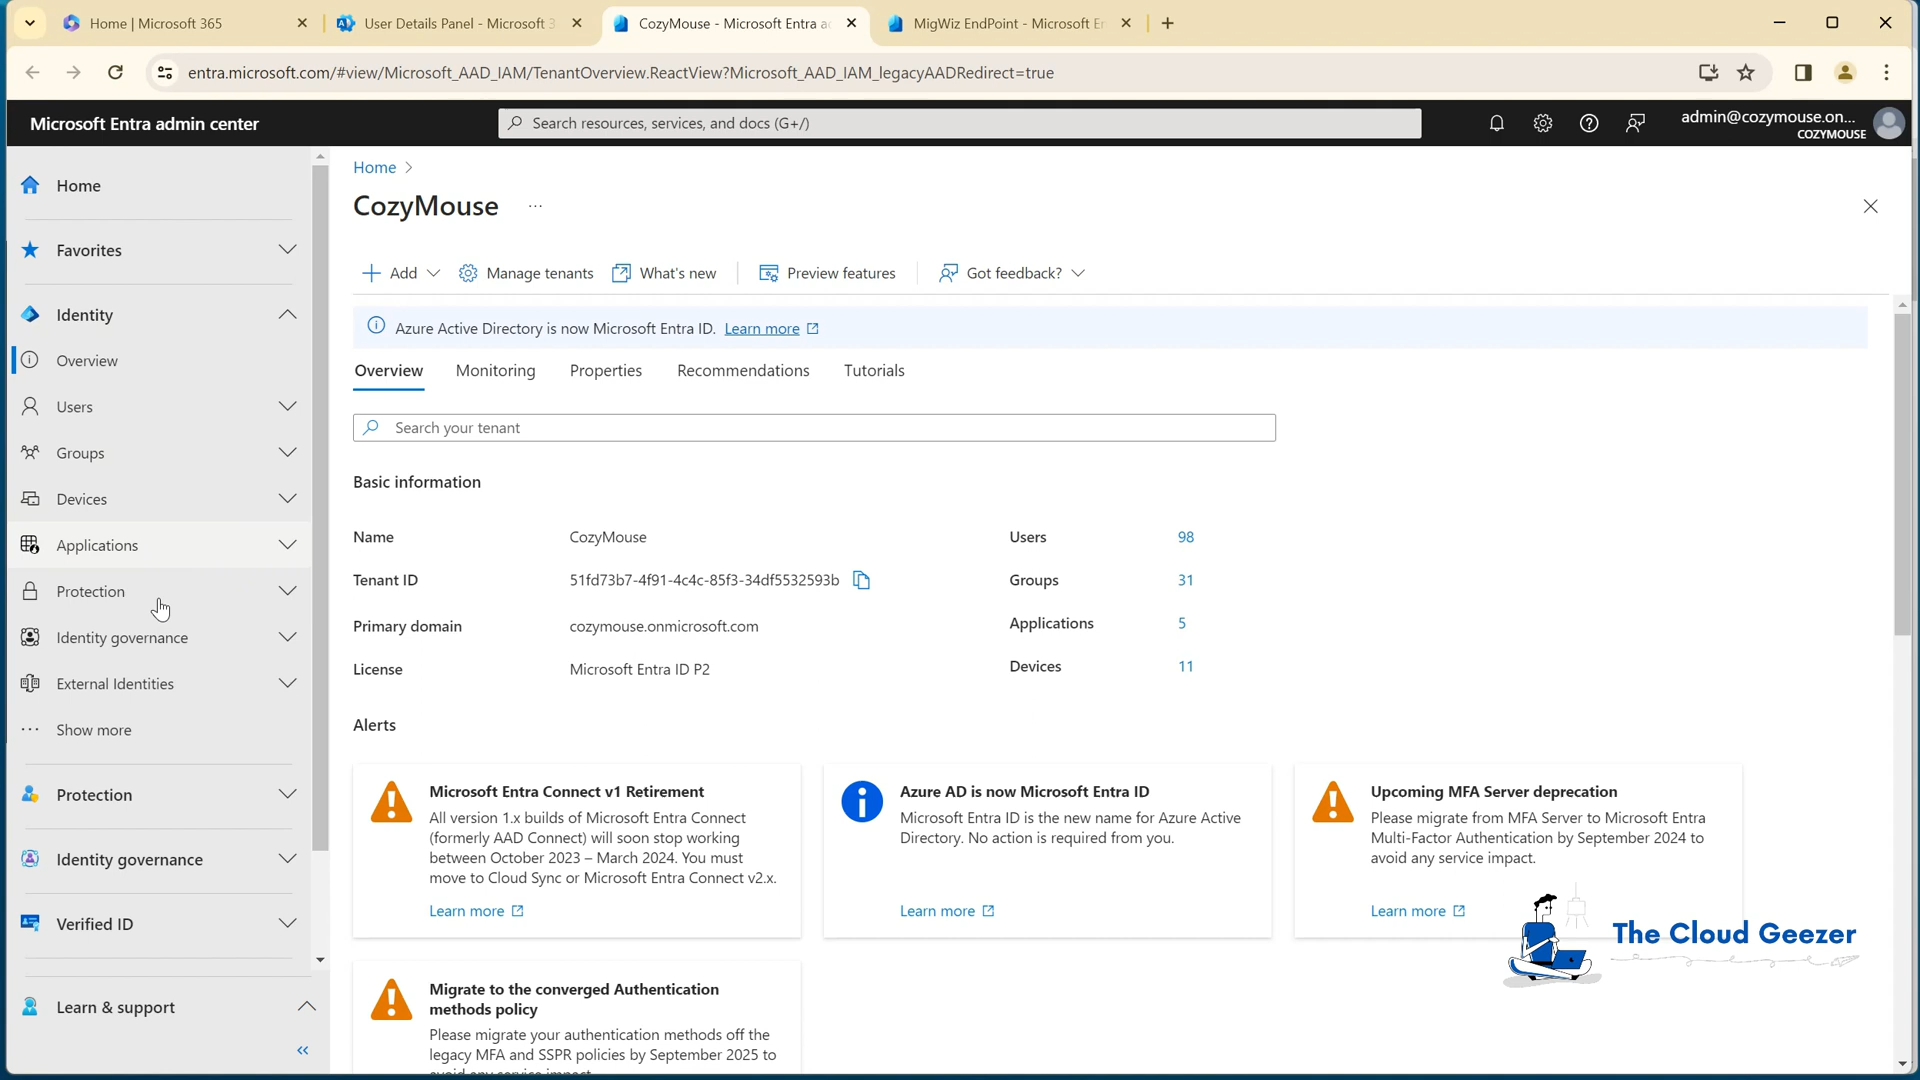 Home | Microsoft 365
User Details Panel - Microsoft 3
CozyMouse - Microsoft Entra ad
MigWiz EndPoint - Microsoft En
entra.microsoft.com/#view/Microsoft_AAD_IAM/TenantOverview.ReactView?Microsoft_AAD_IAM_legacyAADRedirect=true
Microsoft Entra admin center
Search resources, services, and docs (G+/)
admin@cozymouse.on...
COZYMOUSE
Home
Favorites
Identity
Overview
Users
Groups
Devices
Applications
Protection
Identity governance
External Identities
Show more
Protection
Identity governance
Verified ID
Learn & support
Home
CozyMouse
Add
Manage tenants
What's new
Preview features
Got feedback?
Azure Active Directory is now Microsoft Entra ID. Learn more
Overview
Monitoring
Properties
Recommendations
Tutorials
Search your tenant
Basic information
Name CozyMouse
Tenant ID 51fd73b7-4f91-4c4c-85f3-34df5532593b
Primary domain cozymouse.onmicrosoft.com
License Microsoft Entra ID P2
Users 98
Groups 31
Applications 5
Devices 11
Alerts
Microsoft Entra Connect v1 Retirement
All version 1.x builds of Microsoft Entra Connect
(formerly AAD Connect) will soon stop working
between October 2023 – March 2024. You must
move to Cloud Sync or Microsoft Entra Connect v2.x.
Learn more
Azure AD is now Microsoft Entra ID
Microsoft Entra ID is the new name for Azure Active
Directory. No action is required from you.
Learn more
Upcoming MFA Server deprecation
Please migrate from MFA Server to Microsoft Entra
Multi-Factor Authentication by September 2024 to
avoid any service impact.
Learn more
The Cloud Geezer
Migrate to the converged Authentication
methods policy
Please migrate your authentication methods off the
legacy MFA and SSPR policies by September 2025 to
avoid any service impact.